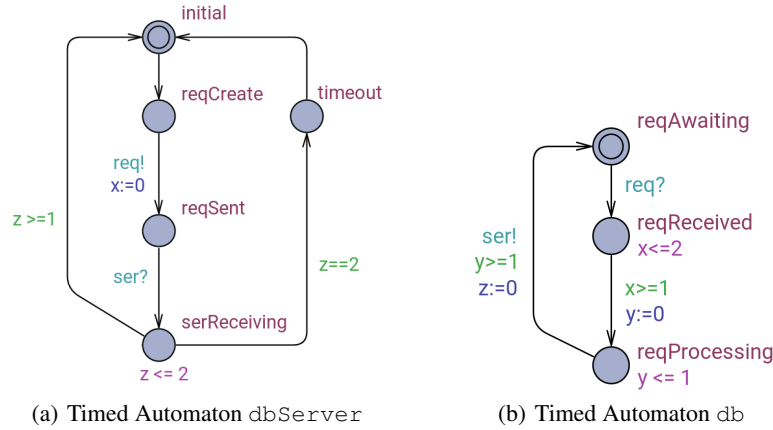 initial
reqCreate
timeout
req!
x:=0
reqSent
z >=1
ser?
z==2
serReceiving
z <= 2
(a) Timed Automaton dbServer
reqAwaiting
req?
reqReceived
x<=2
ser!
y>=1
z:=0
x>=1
y:=0
reqProcessing
y <= 1
(b) Timed Automaton db